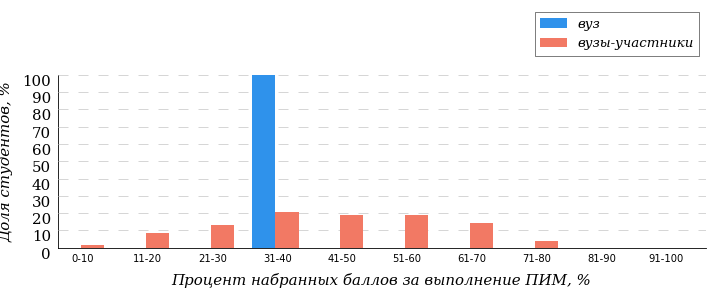 вуз
вузы-участники
Доля студентов, %
100
90
80
70
60
50
40
30
20
10
0
0-10 11-20 21-30 31-40 41-50 51-60 61-70 71-80 81-90 91-100
Процент набранных баллов за выполнение ПИМ, %